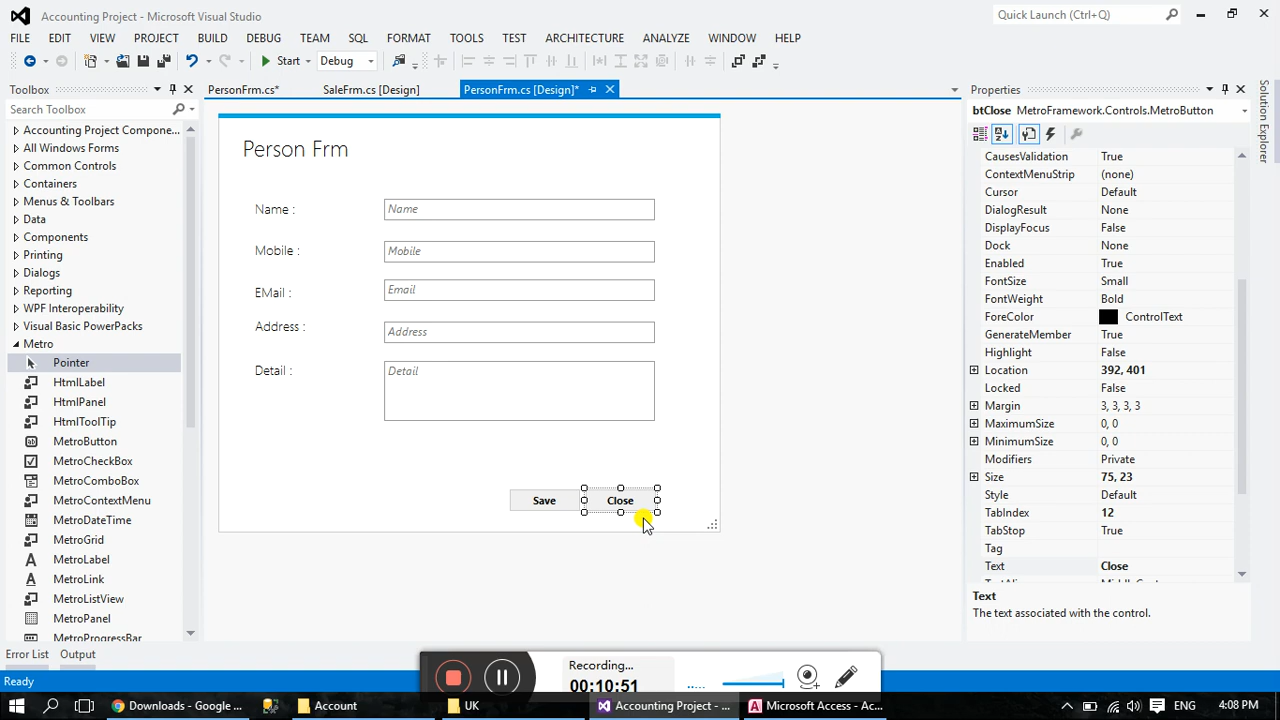 Accounting Project - Microsoft Visual Studio
Quick Launch (Ctrl+Q)
FILE EDIT VIEW PROJECT BUILD DEBUG TEAM SQL FORMAT TOOLS TEST ARCHITECTURE ANALYZE WINDOW HELP
Start Debug
Toolbox
PersonFrm.cs* SaleFrm.cs [Design] PersonFrm.cs [Design]*
Properties
Search Toolbox
Accounting Project Compone...
All Windows Forms
Common Controls
Containers
Menus & Toolbars
Data
Components
Printing
Dialogs
Reporting
WPF Interoperability
Visual Basic PowerPacks
Metro
Pointer
HtmlLabel
HtmlPanel
HtmlToolTip
MetroButton
MetroCheckBox
MetroComboBox
MetroContextMenu
MetroDateTime
MetroGrid
MetroLabel
MetroLink
MetroListView
MetroPanel
MetroProgressBar
Person Frm
Name : Name
Mobile : Mobile
EMail : Email
Address : Address
Detail : Detail
Save Close
btClose MetroFramework.Controls.MetroButton
CausesValidation True
ContextMenuStrip (none)
Cursor Default
DialogResult None
DisplayFocus False
Dock None
Enabled True
FontSize Small
FontWeight Bold
ForeColor ControlText
GenerateMember True
Highlight False
Location 392, 401
Locked False
Margin 3, 3, 3, 3
MaximumSize 0, 0
MinimumSize 0, 0
Modifiers Private
Size 75, 23
Style Default
TabIndex 12
TabStop True
Tag
Text Close
Text
The text associated with the control.
Solution Explorer
Error List Output
Ready
Recording...
00:10:51
Downloads - Google ... Account UK Accounting Project - ... Microsoft Access - Ac...
ENG 4:08 PM